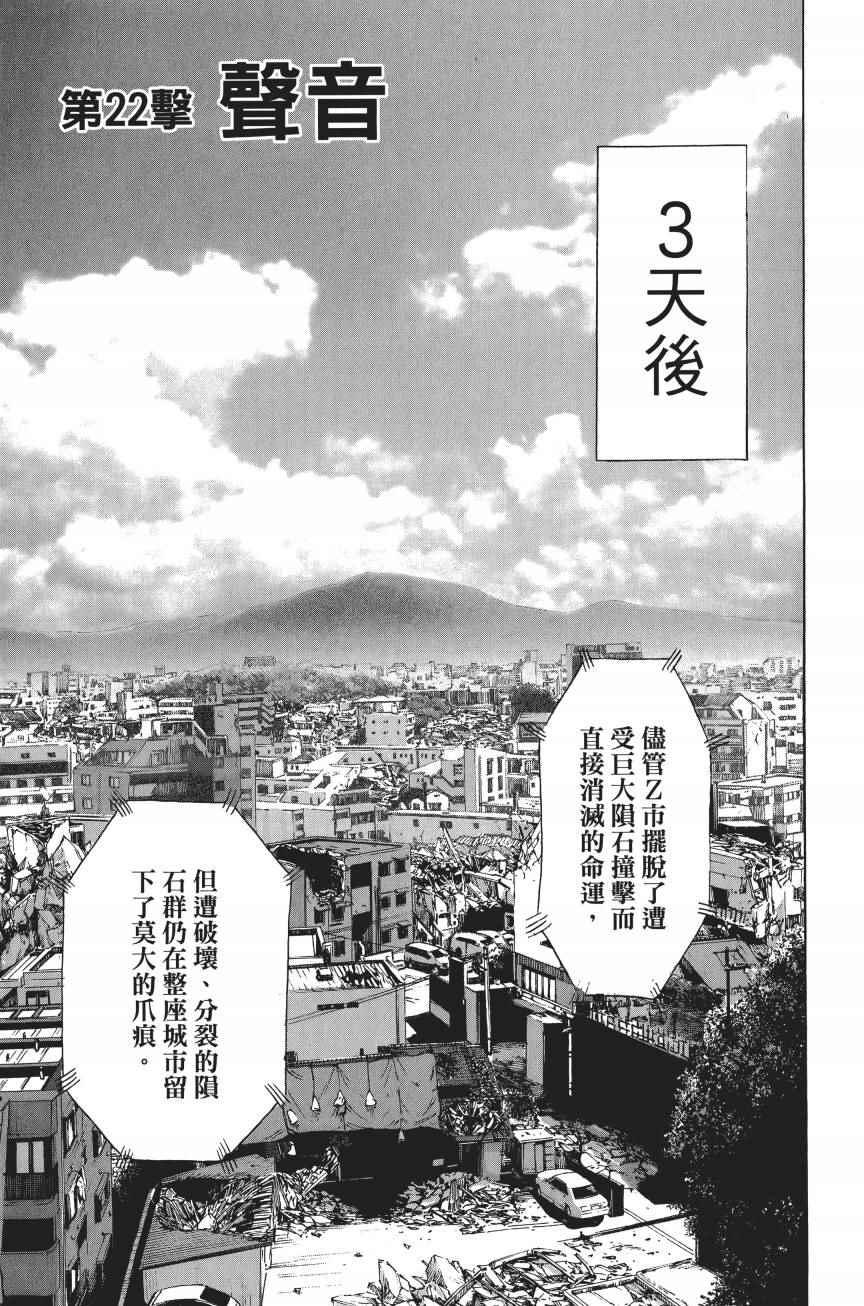 第22擊 聲音
3天後
儘管Z市擺脫了遭
受巨大隕石撞擊而
直接消滅的命運，
但遭破壞、分裂的隕
石群仍在整座城市留
下了莫大的爪痕。